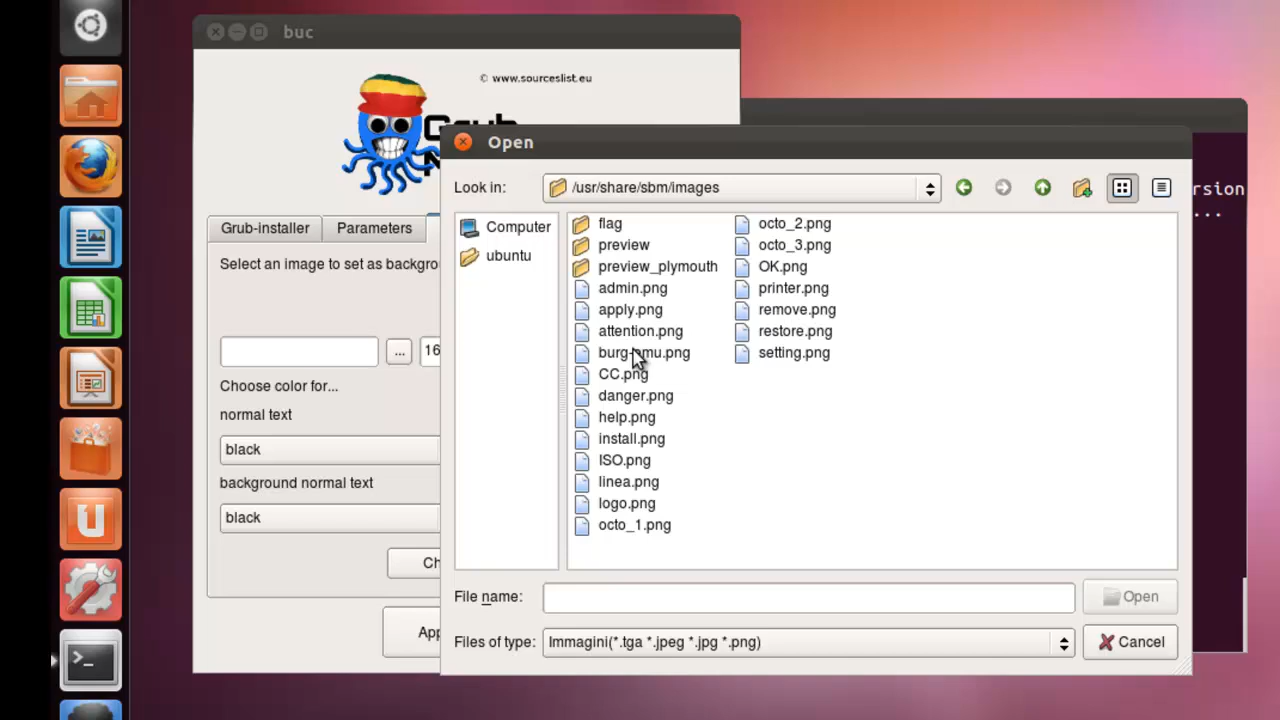 buc
© www.sourceslist.eu
Grub
Open
Look in:
/usr/share/sbm/images
ersion
...
Computer
ubuntu
flag
preview
preview_plymouth
admin.png
apply.png
attention.png
CC.png
danger.png
help.png
install.png
ISO.png
linea.png
logo.png
octo_1.png
octo_2.png
octo_3.png
OK.png
printer.png
remove.png
restore.png
setting.png
Grub-installer
Parameters
Select an image to set as backgro
...
16
Choose color for...
normal text
black
background normal text
black
Ch
App
File name:
Open
Files of type:
Immagini(*.tga *.jpeg *.jpg *.png)
Cancel